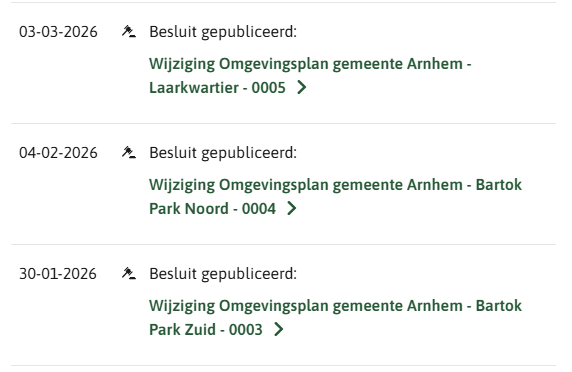 03-03-2026 Besluit gepubliceerd:
Wijziging Omgevingsplan gemeente Arnhem -
Laarkwartier - 0005
04-02-2026 Besluit gepubliceerd:
Wijziging Omgevingsplan gemeente Arnhem - Bartok
Park Noord - 0004
30-01-2026 Besluit gepubliceerd:
Wijziging Omgevingsplan gemeente Arnhem - Bartok
Park Zuid - 0003